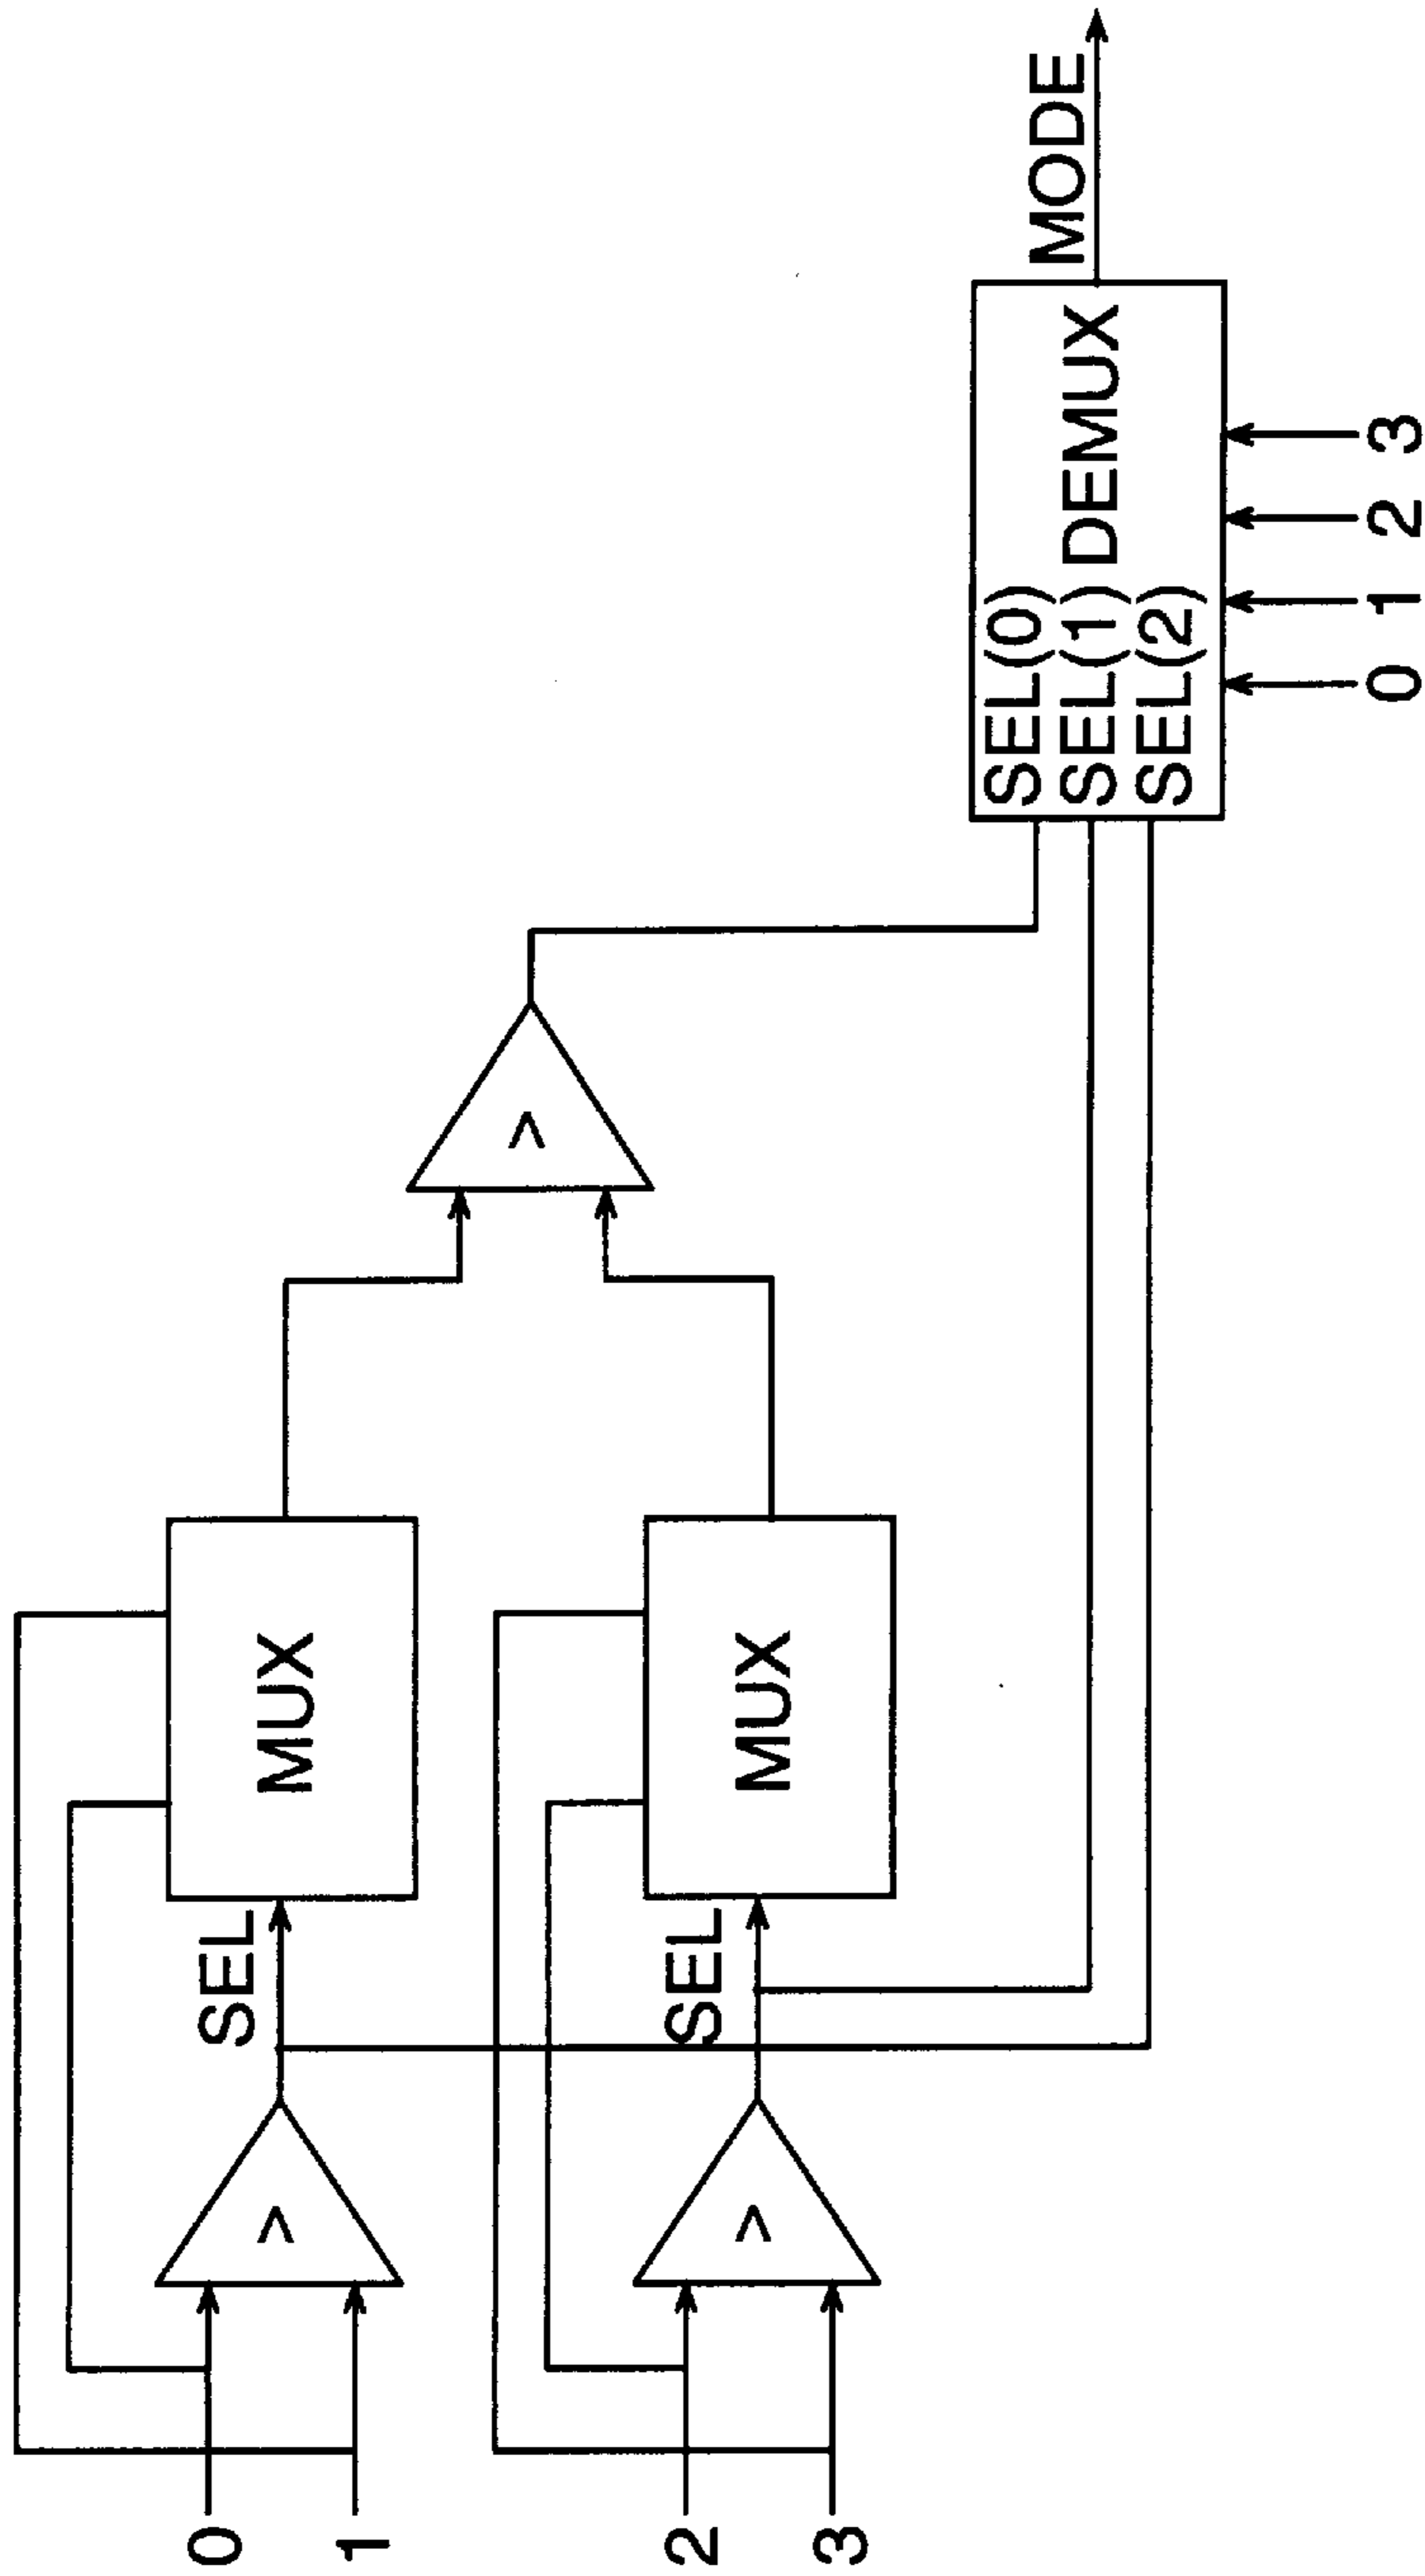 0
1
>
SEL
MUX
2
3
>
SEL
MUX
>
SEL(0)
SEL(1) DEMUX
SEL(2)
MODE
0 1 2 3